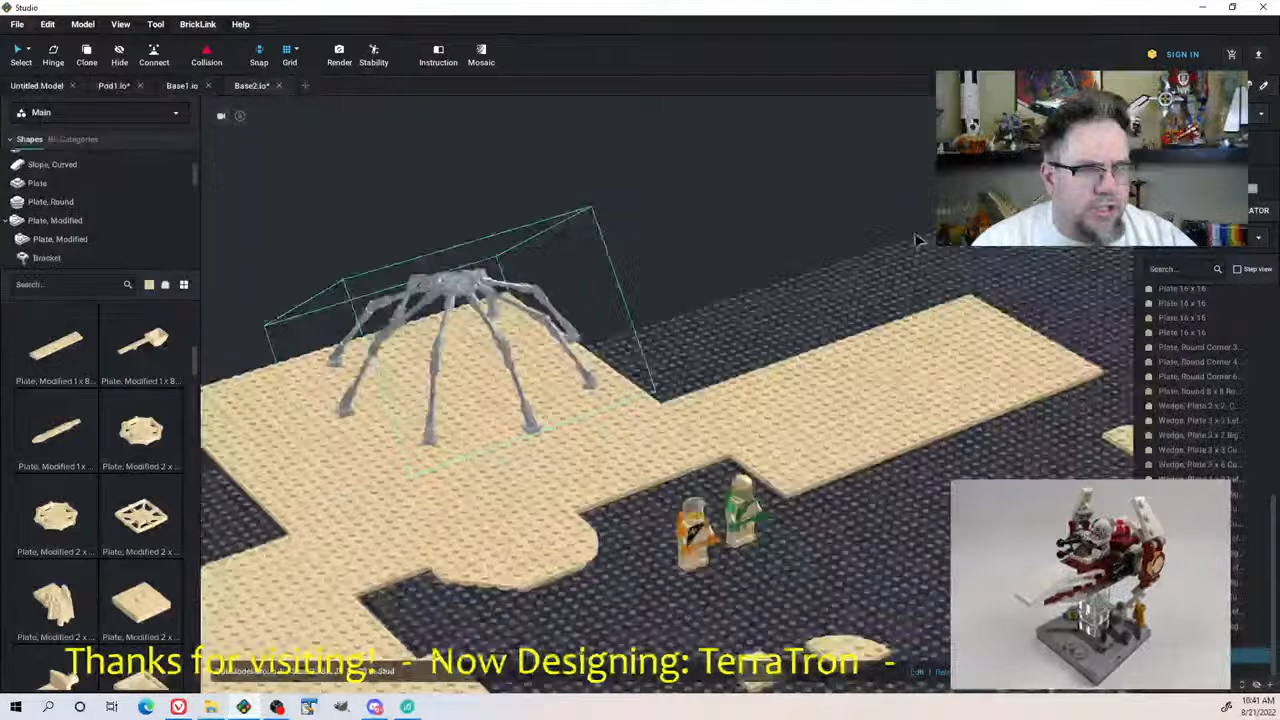 Studio
File Edit Model View Tool BrickLink Help
Select Hinge Clone Hide Connect Collision Snap Grid Render Stability Instruction Mosaic
SIGN IN
Untitled Model Pod1.io* Base1.io Base2.io*
Main
Shapes
Categories
Slope, Curved
Plate
Plate, Round
Plate, Modified
Plate, Modified
Bracket
Search...
Plate, Modified 1 x 8... Plate, Modified 1 x 8...
Plate, Modified 1x ... Plate, Modified 2 x ...
Plate, Modified 2 x ... Plate, Modified 2 x ...
Plate, Modified 2 x ... Plate, Modified 2 x ...
Search... Step view
Plate 16 x 16
Plate 16 x 16
Plate 16 x 16
Plate 16 x 16
Plate, Round Corner 3...
Plate, Round Corner 4...
Plate, Round Corner 6...
Plate, Round 8 x 8 Ro...
Wedge, Plate 2 x 2, C...
Wedge, Plate 3 x 2 Lef...
Wedge, Plate 3 x 2 Rig...
Wedge, Plate 3 x 3 Cu...
Wedge, Plate 3 x 6 Cu...
Thanks for visiting! - Now Designing: TerraTron -
10:41 AM
8/21/2022